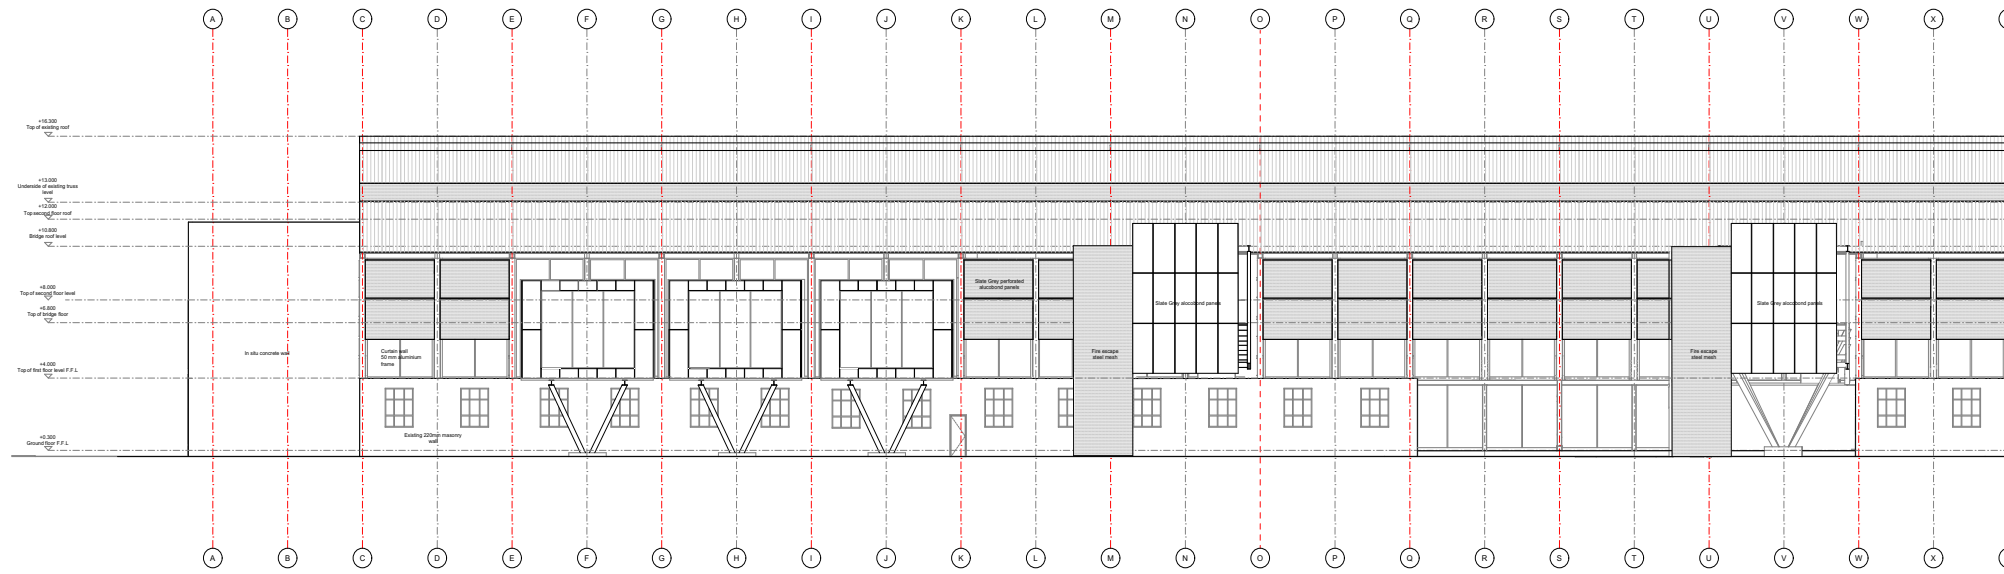 A B C D E F G H I J K L M N O P Q R S T U V W X
+16.300
Top of existing roof
+13.000
Underside of existing truss
level
+12.000
Top second floor roof
+10.800
Bridge roof level
+8.000
Top of second floor level
+6.800
Top of bridge floor
+4.000
Top of first floor level F.F.L
+0.300
Ground floor F.F.L
In situ concrete wall
Curtain wall
50 mm aluminium
frame
Existing 220mm masonry
wall
Slate Grey perforated
alucobond panels
Fire escape
steel mesh
Slate Grey alocobond panels
Fire escape
steel mesh
Slate Grey alocobond panels
A B C D E F G H I J K L M N O P Q R S T U V W X